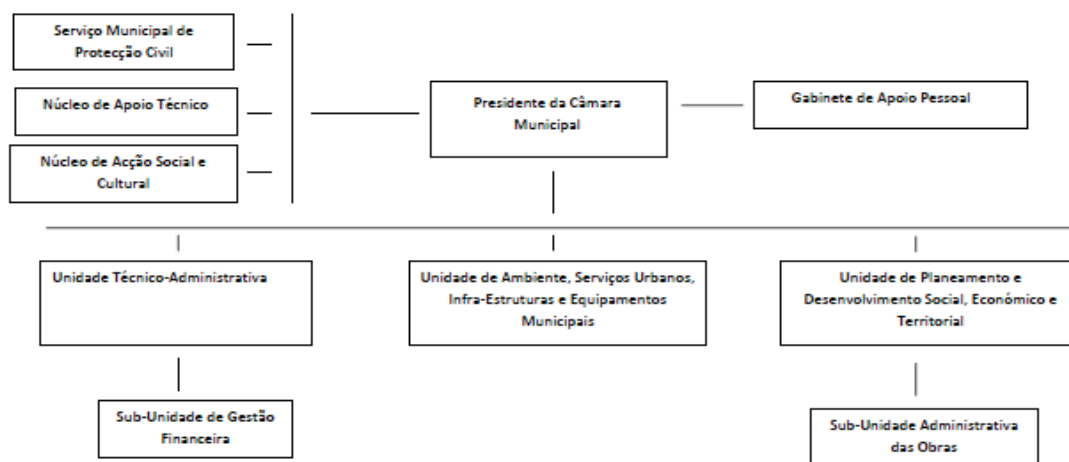 Serviço Municipal de
Protecção Civil
Núcleo de Apoio Técnico
Núcleo de Acção Social e
Cultural
Presidente da Câmara
Municipal
Gabinete de Apoio Pessoal
Unidade Técnico-Administrativa
Unidade de Ambiente, Serviços Urbanos,
Infra-Estruturas e Equipamentos
Municipais
Unidade de Planeamento e
Desenvolvimento Social, Económico e
Territorial
Sub-Unidade de Gestão
Financeira
Sub-Unidade Administrativa
das Obras